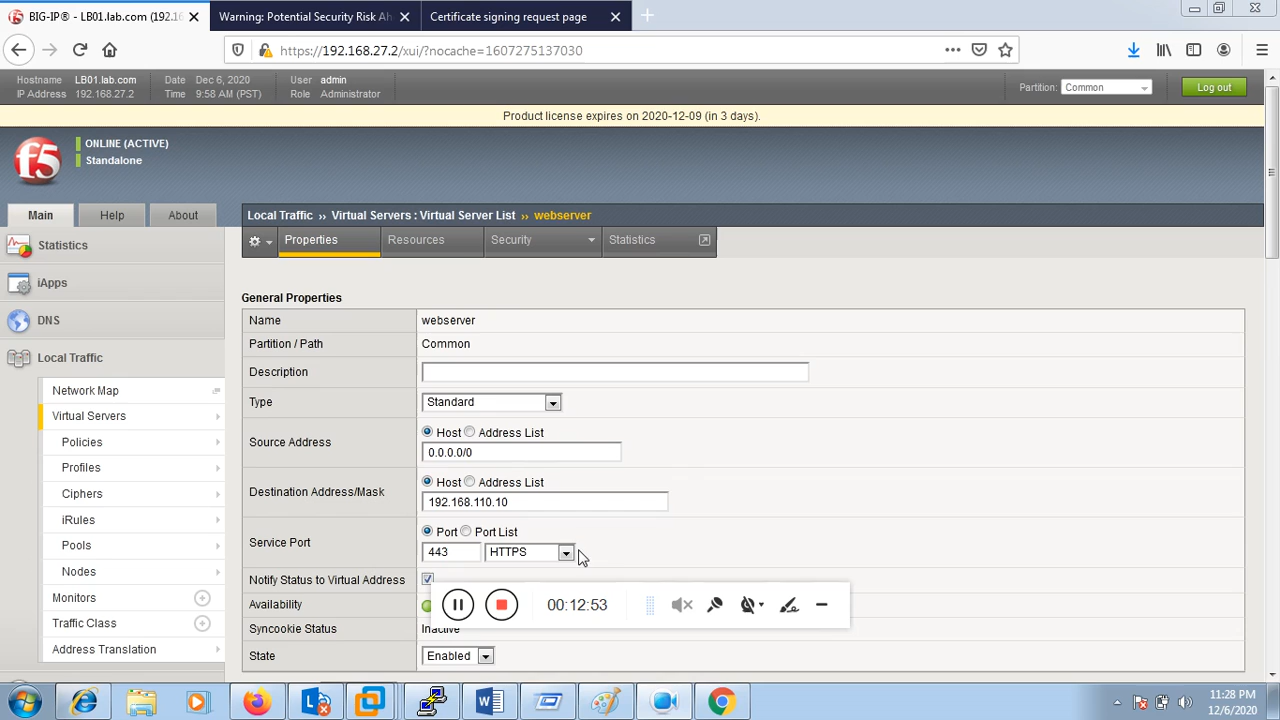 BIG-IP® - LB01.lab.com (192.16
Warning: Potential Security Risk Ah
Certificate signing request page
https://192.168.27.2/xui/?nocache=1607275137030
Hostname LB01.lab.com Date Dec 6, 2020 User admin
IP Address 192.168.27.2 Time 9:58 AM (PST) Role Administrator
Partition: Common
Log out
Product license expires on 2020-12-09 (in 3 days).
f5
ONLINE (ACTIVE)
Standalone
Main Help About
Local Traffic ›› Virtual Servers : Virtual Server List ›› webserver
Properties Resources Security Statistics
Statistics
iApps
DNS
Local Traffic
Network Map
Virtual Servers
Policies
Profiles
Ciphers
iRules
Pools
Nodes
Monitors
Traffic Class
Address Translation
General Properties
Name webserver
Partition / Path Common
Description
Type Standard
Source Address
Host Address List
0.0.0.0/0
Destination Address/Mask
Host Address List
192.168.110.10
Service Port
Port Port List
443 HTTPS
Notify Status to Virtual Address
Availability
00:12:53
Syncookie Status Inactive
State Enabled
11:28 PM
12/6/2020